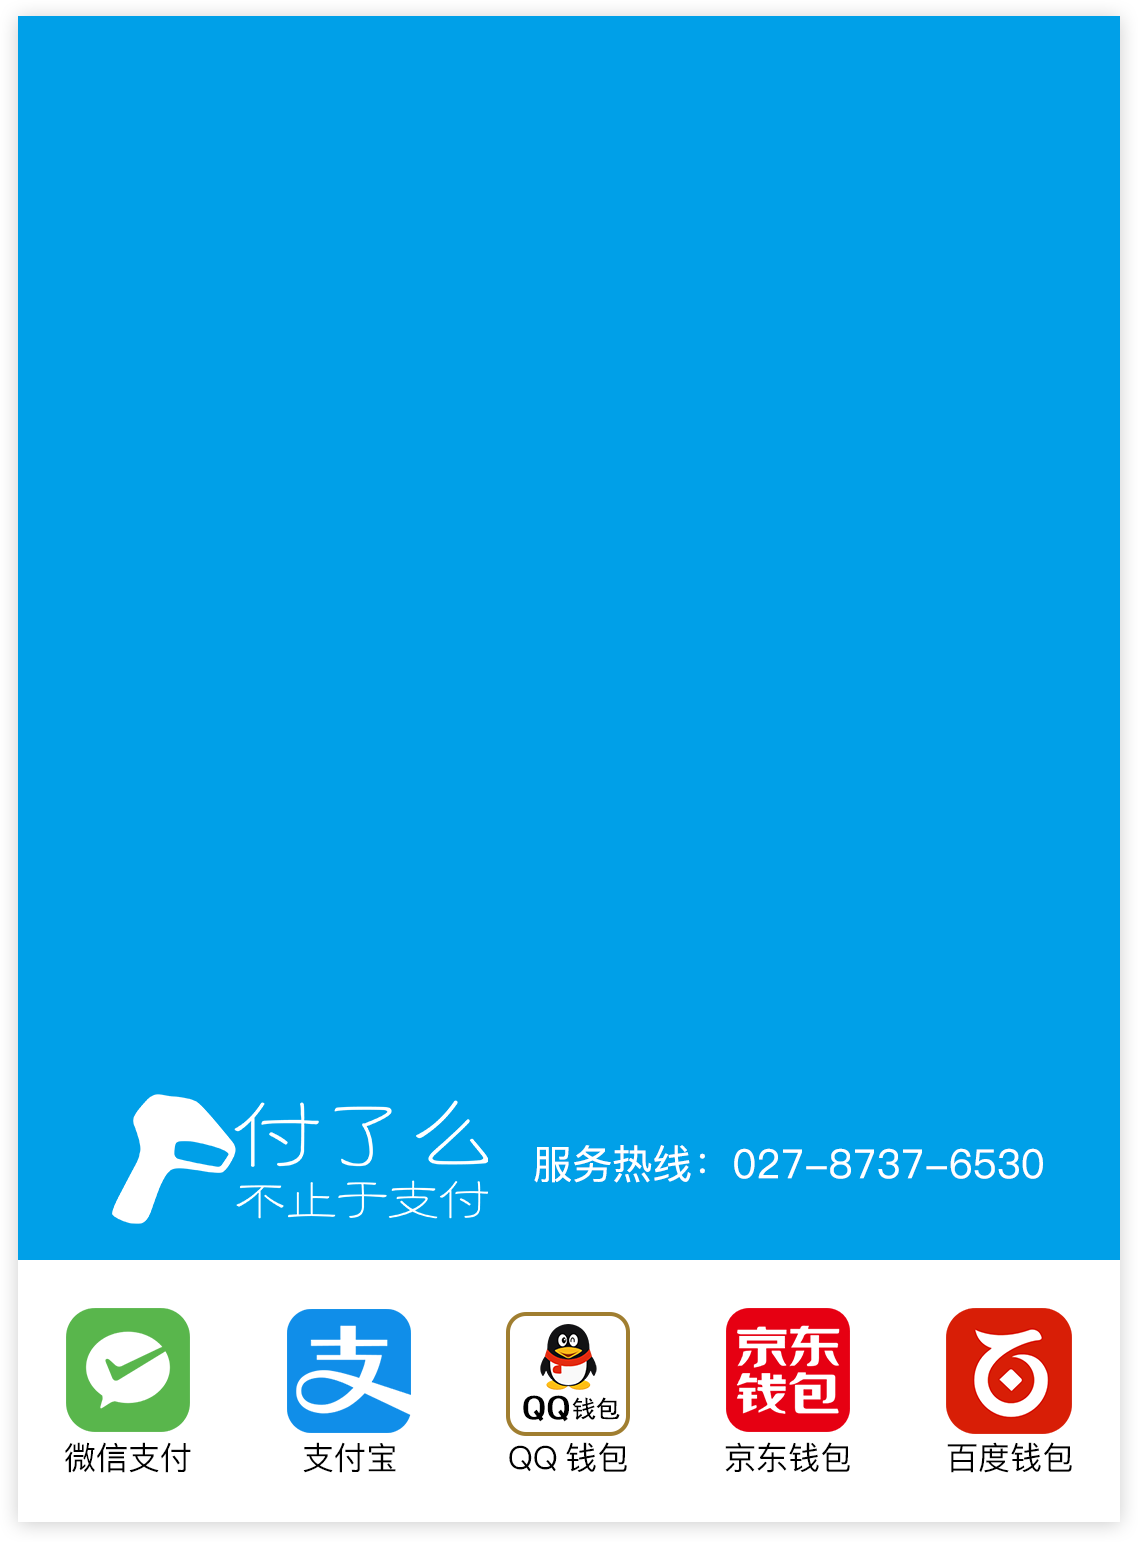 付了么
不止于支付
服务热线：027-8737-6530
支
QQ钱包
京东
钱包
百
微信支付
支付宝
QQ 钱包
京东钱包
百度钱包